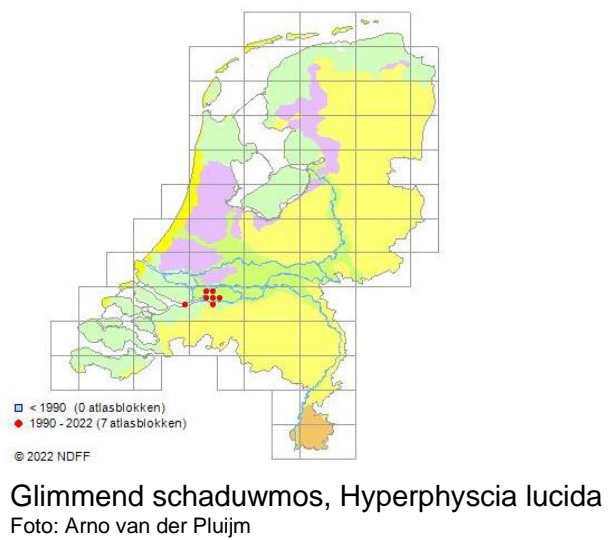 < 1990 (0 atlasblokken)
1990 - 2022 (7 atlasblokken)
© 2022 NDFF
Glimmend schaduwmos, Hyperphyscia lucida
Foto: Arno van der Pluijm